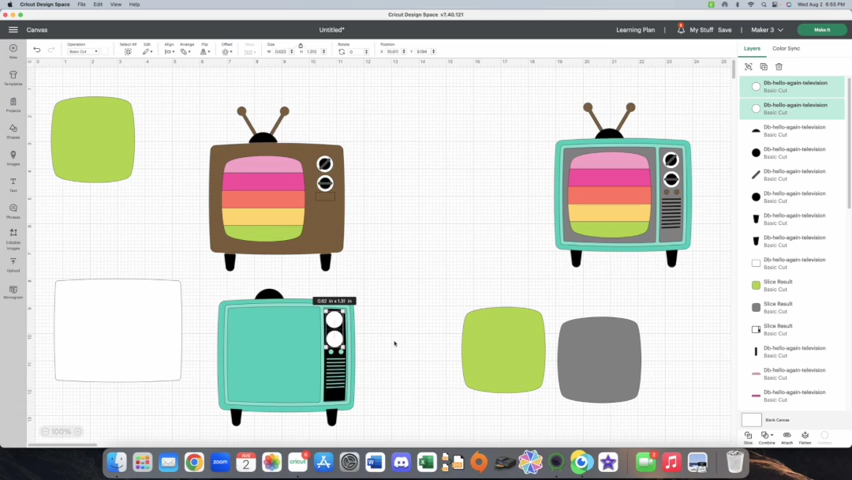 Cricut Design Space File Edit View Help
Wed Aug 2 6:55 PM
Cricut Design Space v7.40.121
Canvas
Untitled*
Learning Plan
My Stuff Save
Maker 3
Make It
Operation
Basic Cut
Select All
Edit
Align
Arrange
Flip
Offset
Size
Rotate
Position
New
Templates
Projects
Shapes
Images
Text
Phrases
Editable Images
Upload
Monogram
Layers Color Sync
Db-hello-again-television
Basic Cut
Db-hello-again-television
Basic Cut
Db-hello-again-television
Basic Cut
Db-hello-again-television
Basic Cut
Db-hello-again-television
Basic Cut
Db-hello-again-television
Basic Cut
Db-hello-again-television
Basic Cut
Db-hello-again-television
Basic Cut
Db-hello-again-television
Basic Cut
Slice Result
Basic Cut
Slice Result
Basic Cut
Slice Result
Basic Cut
Db-hello-again-television
Basic Cut
Db-hello-again-television
Basic Cut
Db-hello-again-television
Basic Cut
Blank Canvas
Slice Combine Attach Flatten
100%
zoom
cricut
AUG
2